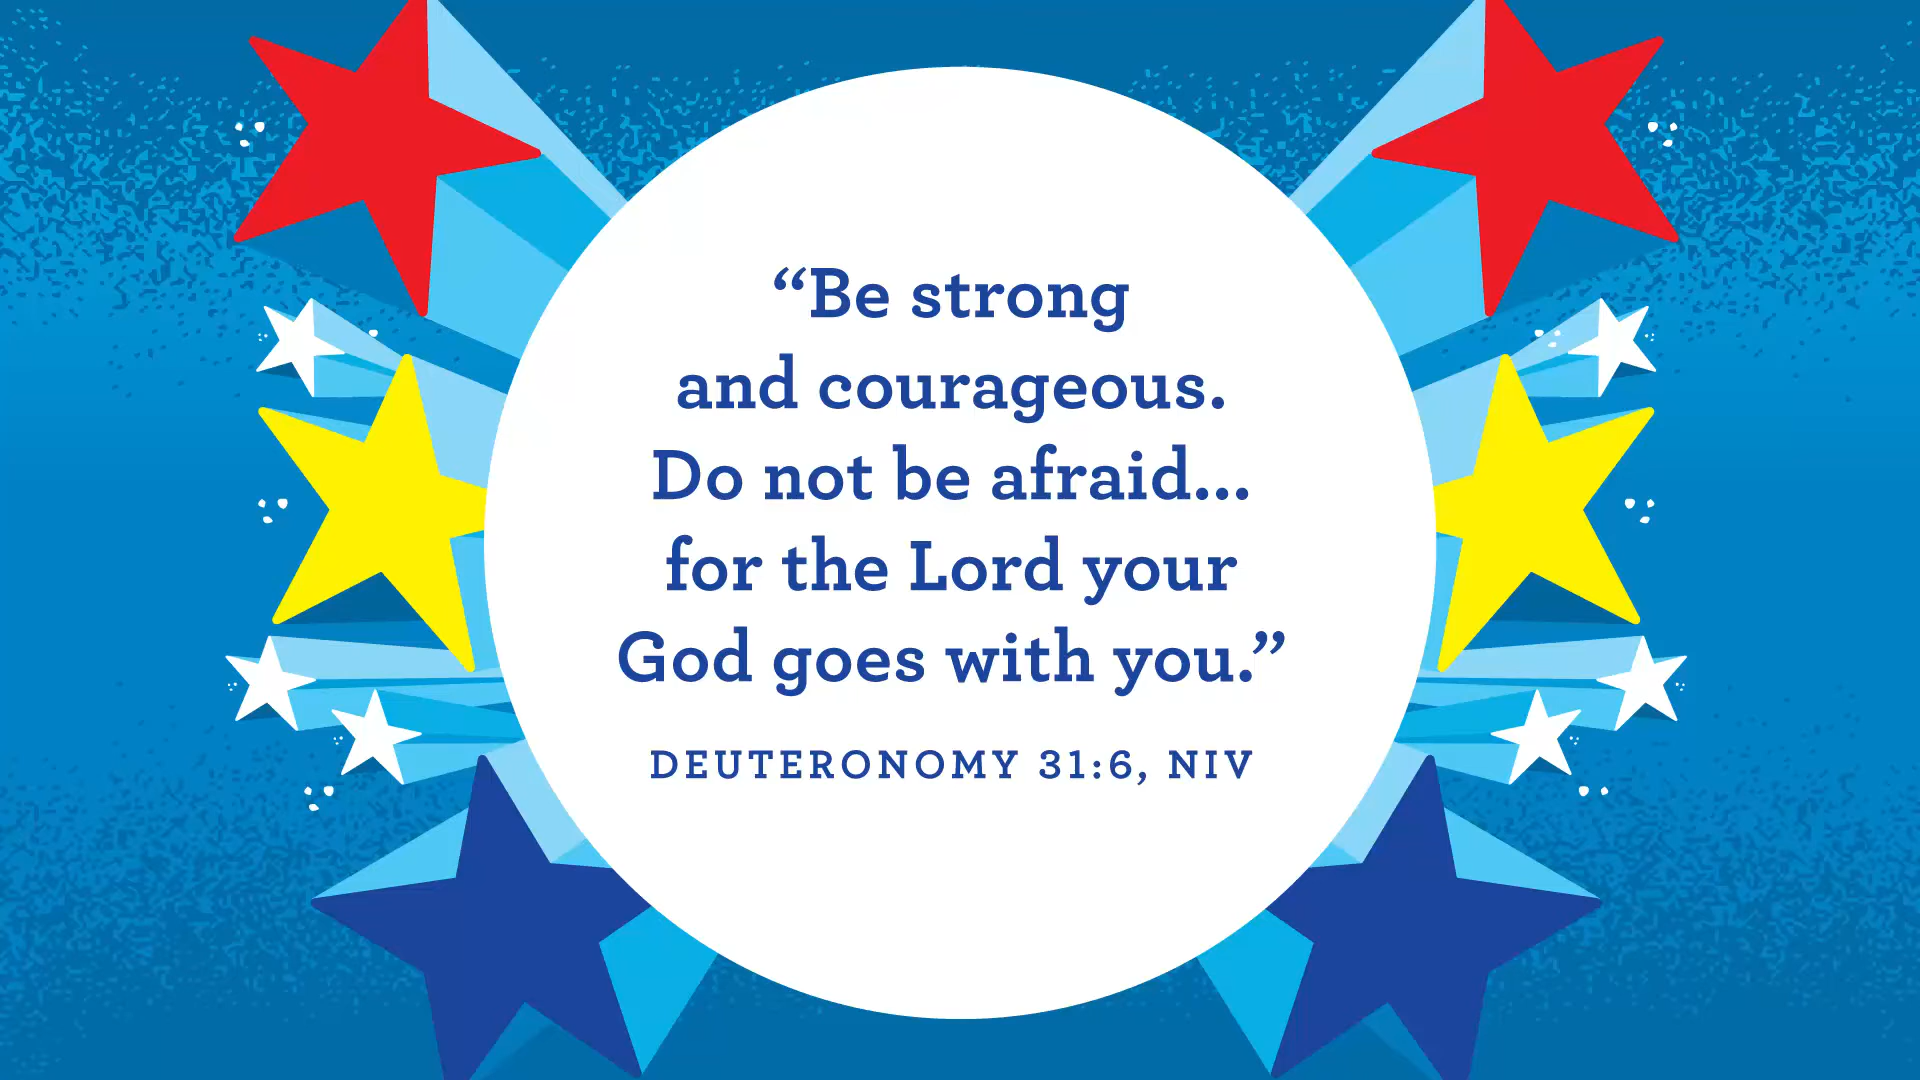 “Be strong
and courageous.
Do not be afraid...
for the Lord your
God goes with you.”
DEUTERONOMY 31:6, NIV